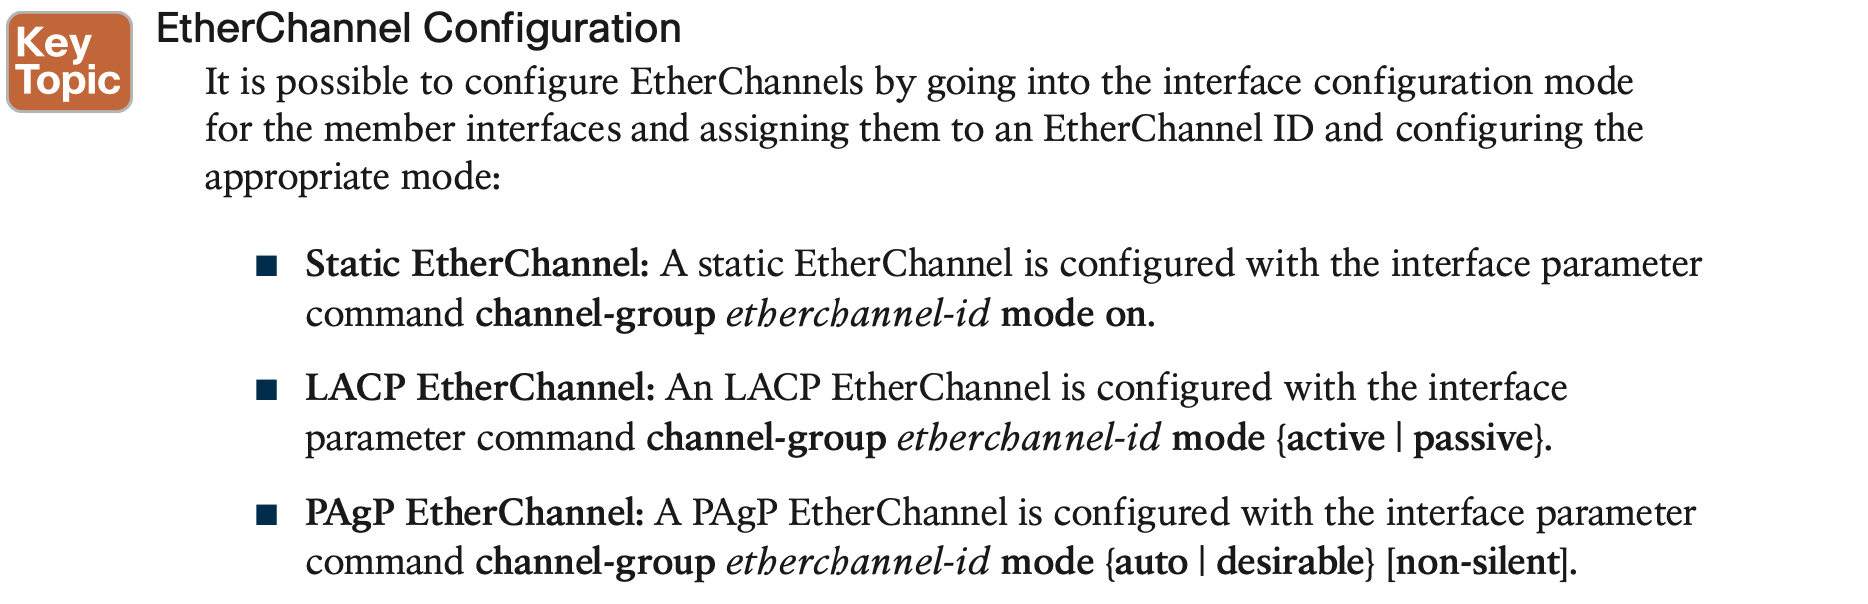 Key
Topic
EtherChannel Configuration
It is possible to configure EtherChannels by going into the interface configuration mode
for the member interfaces and assigning them to an EtherChannel ID and configuring the
appropriate mode:
■ Static EtherChannel: A static EtherChannel is configured with the interface parameter
command channel-group etherchannel-id mode on.
■ LACP EtherChannel: An LACP EtherChannel is configured with the interface
parameter command channel-group etherchannel-id mode {active | passive}.
■ PAgP EtherChannel: A PAgP EtherChannel is configured with the interface parameter
command channel-group etherchannel-id mode {auto | desirable} [non-silent].